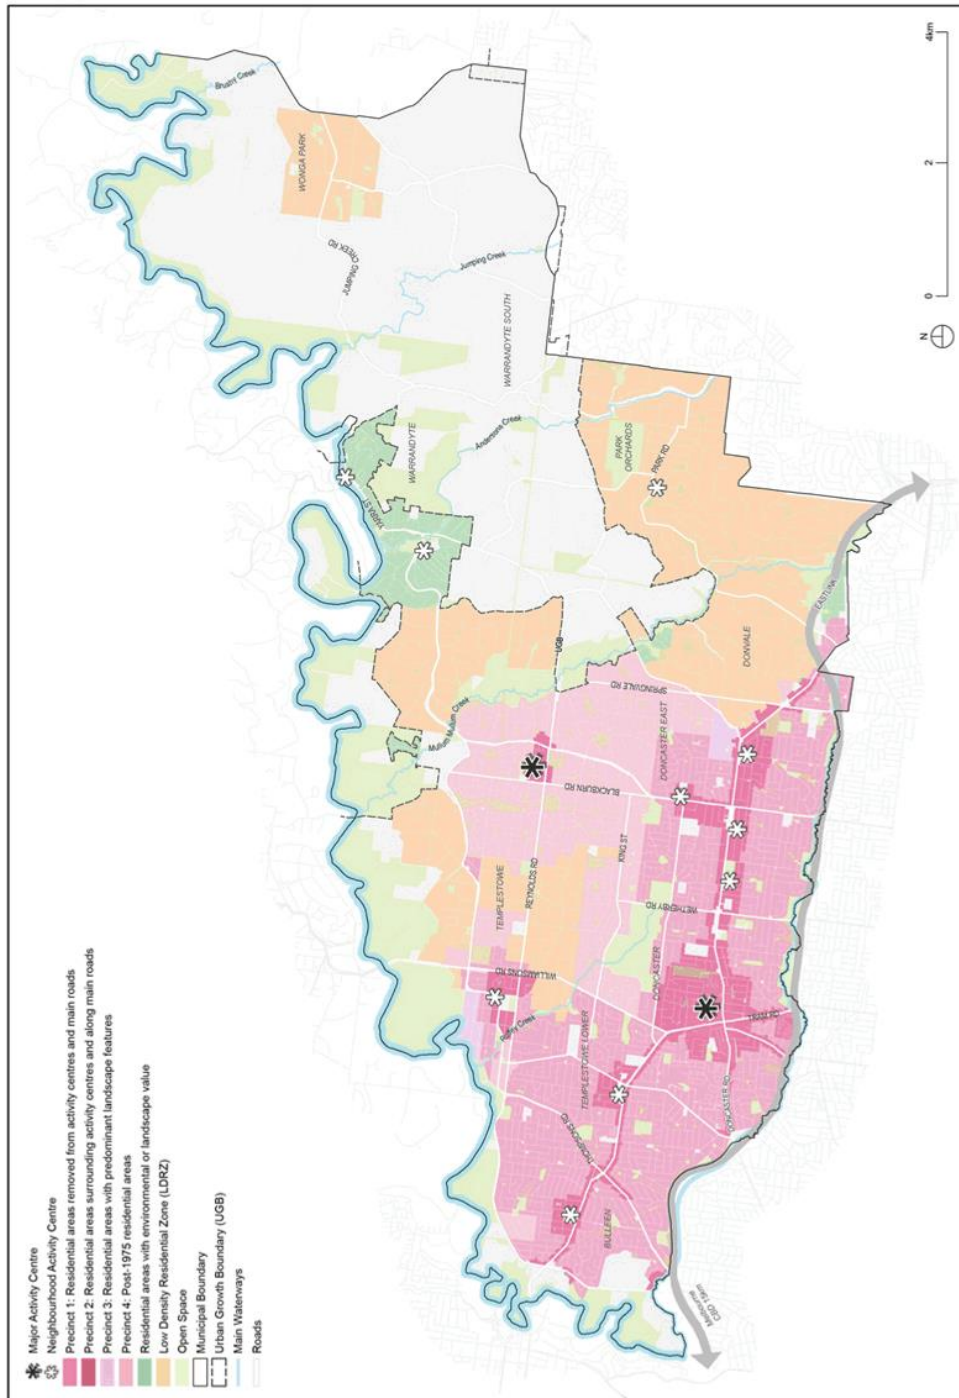 Major Activity Centre
Neighbourhood Activity Centre
Precinct 1: Residential areas removed from activity centres and main roads
Precinct 2: Residential areas surrounding activity centres and along main roads
Precinct 3: Residential areas with predominant landscape features
Precinct 4: Post-1975 residential areas
Residential areas with environmental or landscape value
Low Density Residential Zone (LDRZ)
Open Space
Municipal Boundary
Urban Growth Boundary (UGB)
Main Waterways
Roads
Melbourne
CBD 15km
BULLEEN
THOMPSONS RD
TEMPLESTOWE LOWER
Ruffey Creek
DONCASTER RD
TRAM RD
DONCASTER
WILLIAMSONS RD
TEMPLESTOWE
REYNOLDS RD
WETHERBY RD
KING ST
BLACKBURN RD
DONCASTER EAST
SPRINGVALE RD
Mullum Mullum Creek
UGB
DONVALE
EASTLINK
YARRA ST
WARRANDYTE
Andersons Creek
PARK
ORCHARDS
PARK RD
WARRANDYTE SOUTH
Jumping Creek
JUMPING CREEK RD
WONGA PARK
Brushy Creek
N
0
2
4km